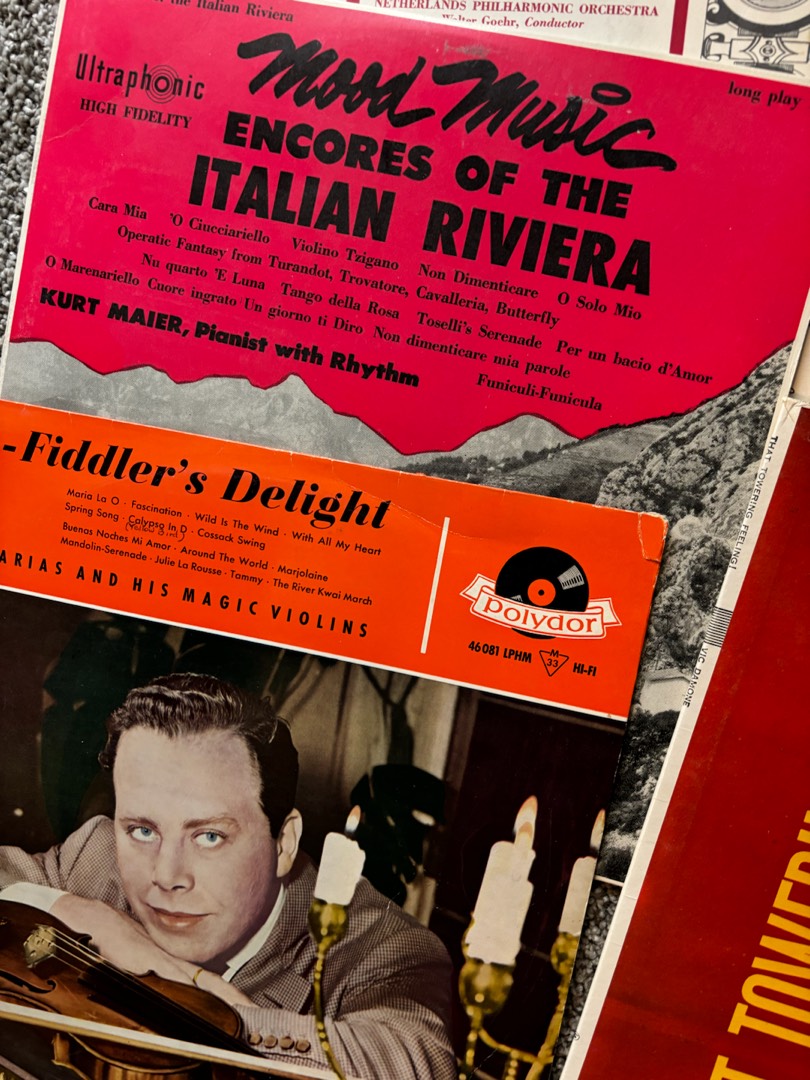 the Italian Riviera
NETHERLANDS PHILHARMONIC ORCHESTRA
Walter Goehr, Conductor
Ultraphonic
HIGH FIDELITY
long play
Mood Music
ENCORES OF THE
ITALIAN RIVIERA
Cara Mia 'O Ciucciariello Violino Tzigano Non Dimenticare O Solo Mio
Operatic Fantasy from Turandot, Trovatore, Cavalleria, Butterfly
Nu quarto 'E Luna Tango della Rosa Toselli's Serenade Per un bacio d'Amor
O Marenariello Cuore ingrato Un giorno ti Diro Non dimenticare mia parole
Funiculi-Funicula
KURT MAIER, Pianist with Rhythm
-Fiddler's Delight
Maria La O · Fascination · Wild Is The Wind · With All My Heart
Spring Song · Calypso In D · Cossack Swing
(Yellow Bird)
Buenas Noches Mi Amor · Around The World · Marjolaine
Mandolin-Serenade · Julie La Rousse · Tammy · The River Kwai March
ARIAS AND HIS MAGIC VIOLINS
polydor
46081 LPHM M 33 HI-FI
THAT TOWERING FEELING!
VIC DAMONE
T TOWERI